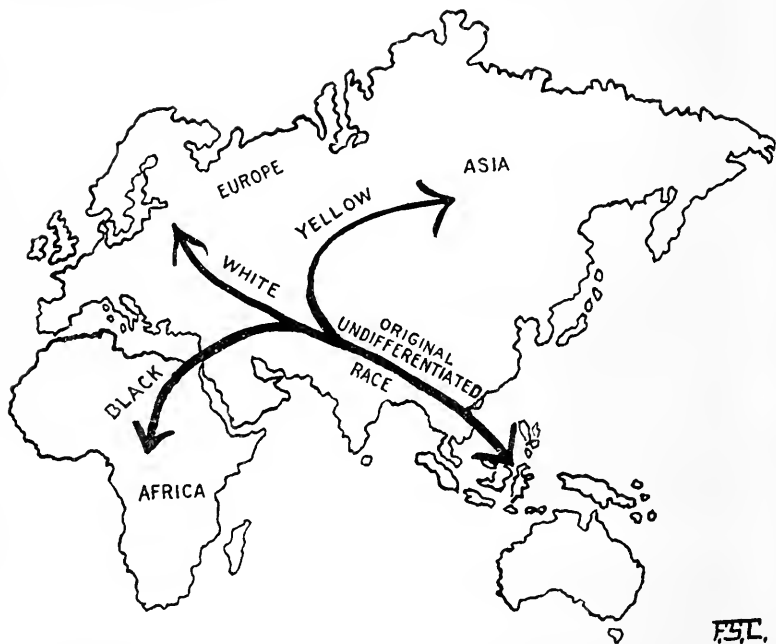 EUROPE
ASIA
YELLOW
WHITE
ORIGINAL
UNDIFFERENTIATED
RACE
BLACK
AFRICA
F.S.C.